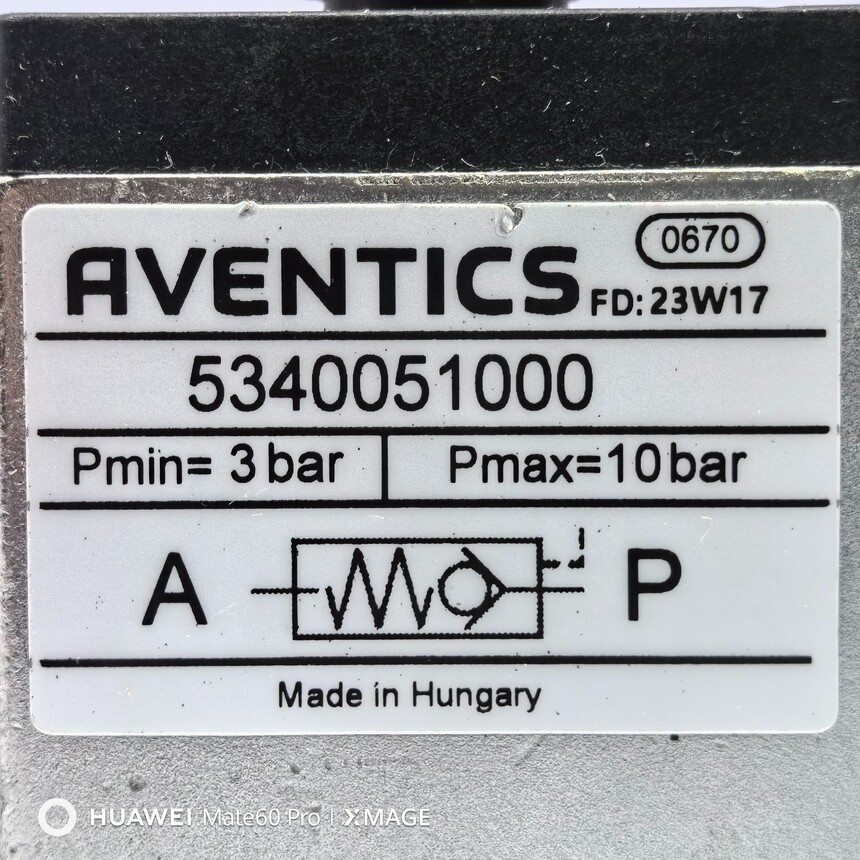 AVENTICS
0670
FD: 23W17
5340051000
Pmin= 3 bar
Pmax=10 bar
A
P
Made in Hungary
HUAWEI Mate60 Pro | XMAGE